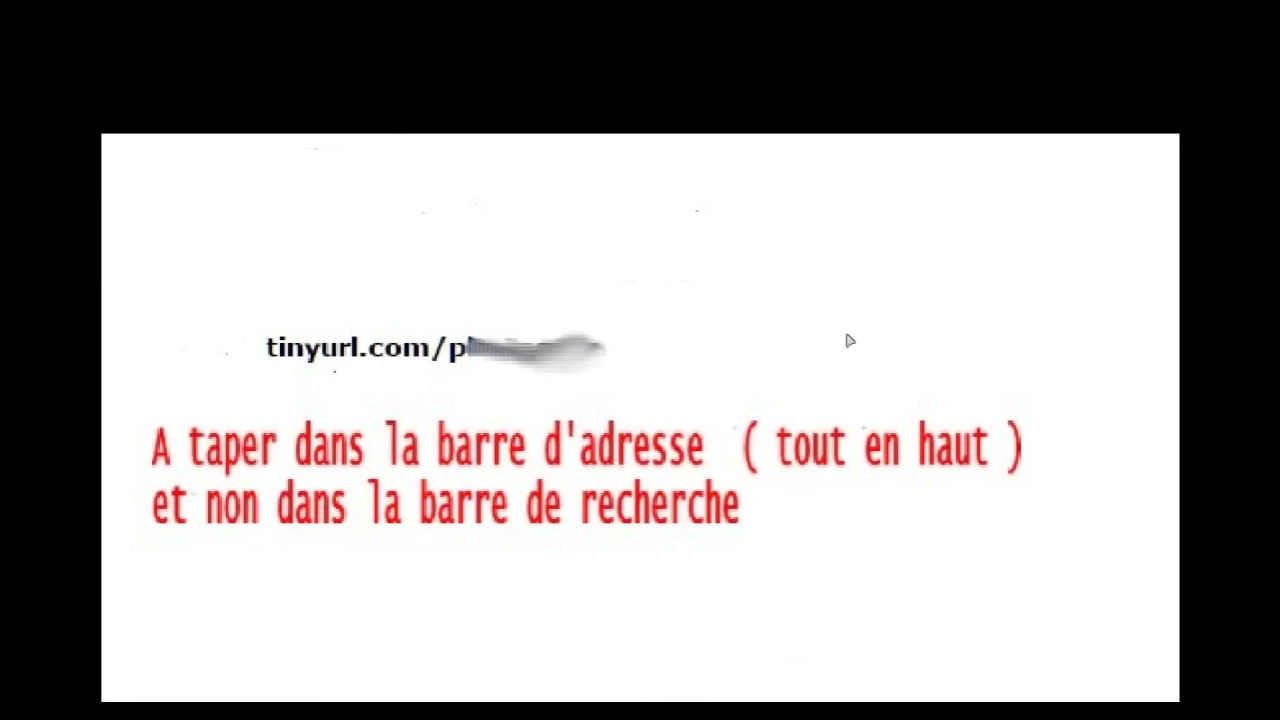 tinyurl.com/p
A taper dans la barre d'adresse ( tout en haut )
et non dans la barre de recherche